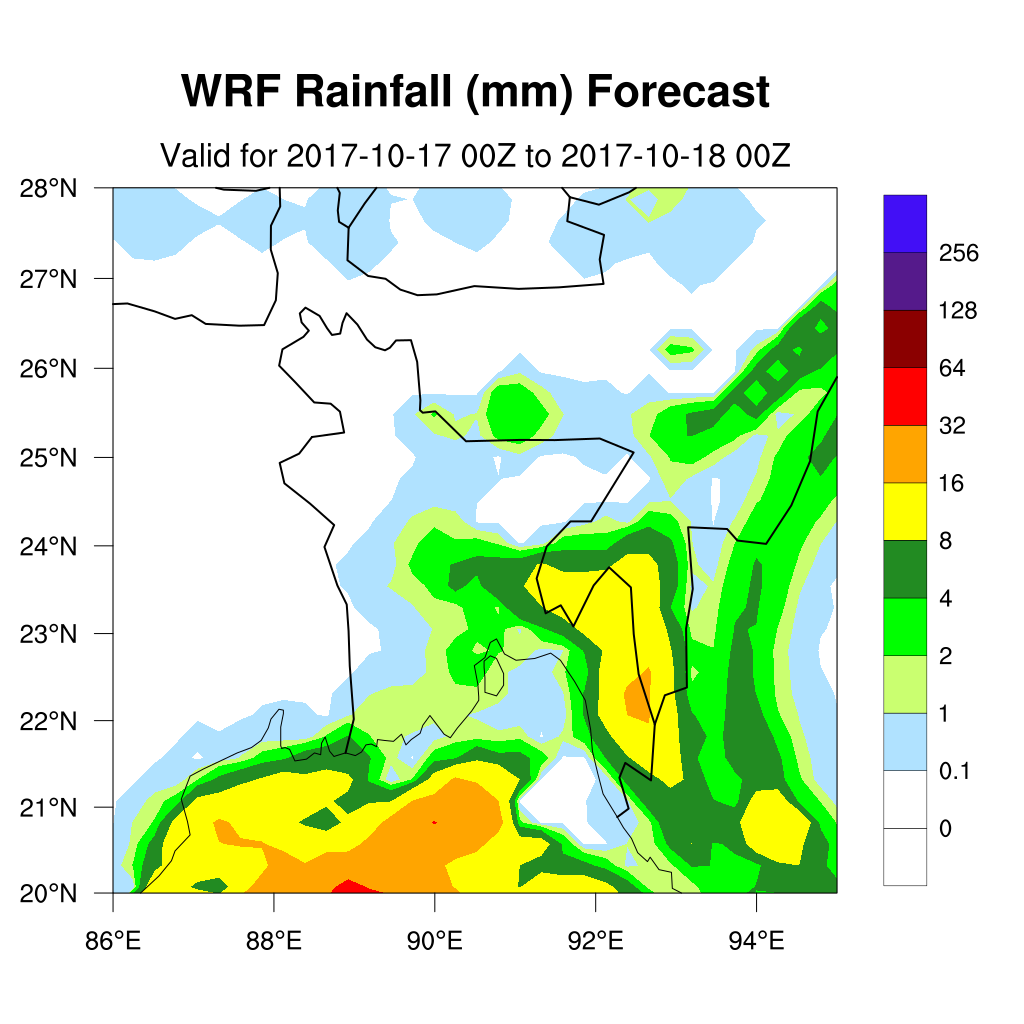 WRF Rainfall (mm) Forecast
Valid for 2017-10-17 00Z to 2017-10-18 00Z
28°N
27°N
26°N
25°N
24°N
23°N
22°N
21°N
20°N
86°E 88°E 90°E 92°E 94°E
256
128
64
32
16
8
4
2
1
0.1
0